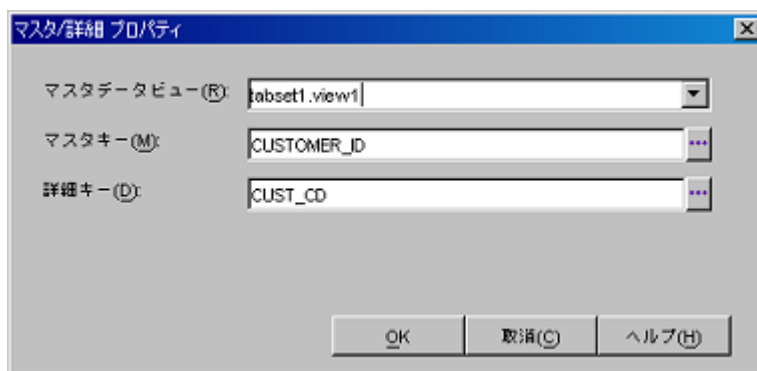 マスタ/詳細 プロパティ
マスタデータビュー(R): tabset1.view1
マスタキー(M): CUSTOMER_ID
詳細キー(D): CUST_CD
OK 取消(C) ヘルプ(H)